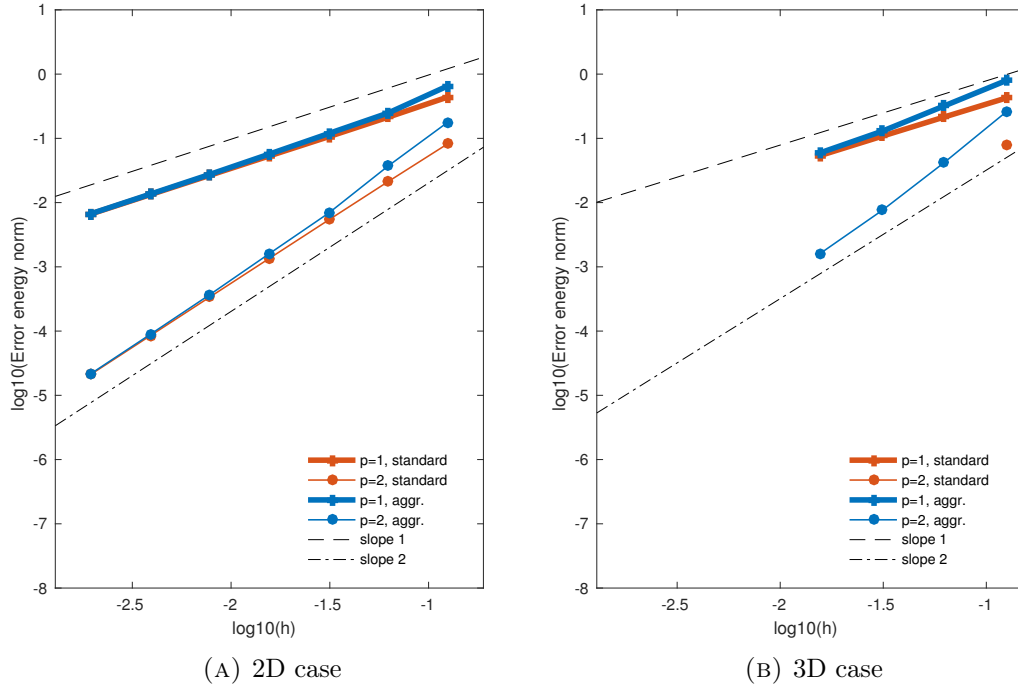 1
0
-1
-2
-3
-4
-5
-6
-7
-8
log10(Error energy norm)
-2.5
-2
-1.5
-1
log10(h)
p=1, standard
p=2, standard
p=1, aggr.
p=2, aggr.
slope 1
slope 2
(A) 2D case
1
0
-1
-2
-3
-4
-5
-6
-7
-8
log10(Error energy norm)
-2.5
-2
-1.5
-1
log10(h)
p=1, standard
p=2, standard
p=1, aggr.
p=2, aggr.
slope 1
slope 2
(B) 3D case